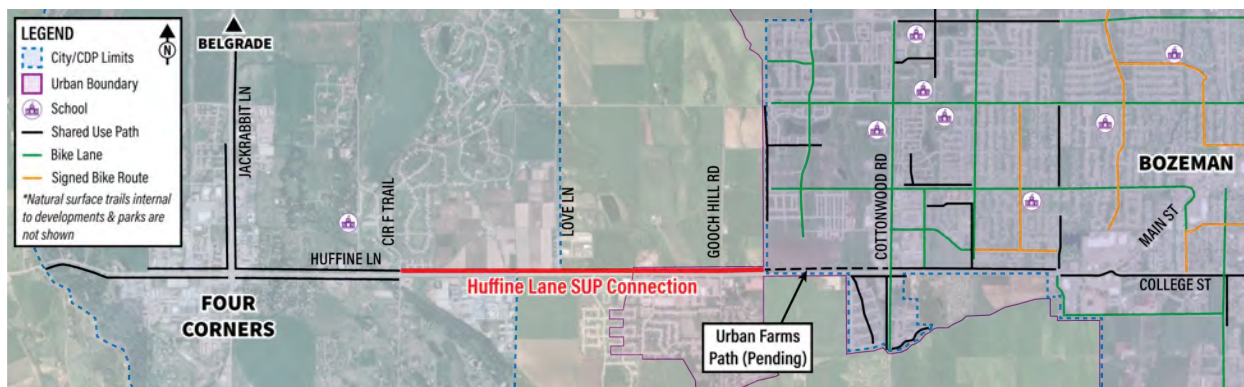 LEGEND
N
City/CDP Limits
Urban Boundary
School
Shared Use Path
Bike Lane
Signed Bike Route
*Natural surface trails internal
to developments & parks are
not shown
BELGRADE
JACKRABBIT LN
CIR F TRAIL
HUFFINE LN
FOUR
CORNERS
LOVE LN
GOOCH HILL RD
Huffine Lane SUP Connection
Urban Farms
Path (Pending)
COTTONWOOD RD
BOZEMAN
MAIN ST
COLLEGE ST